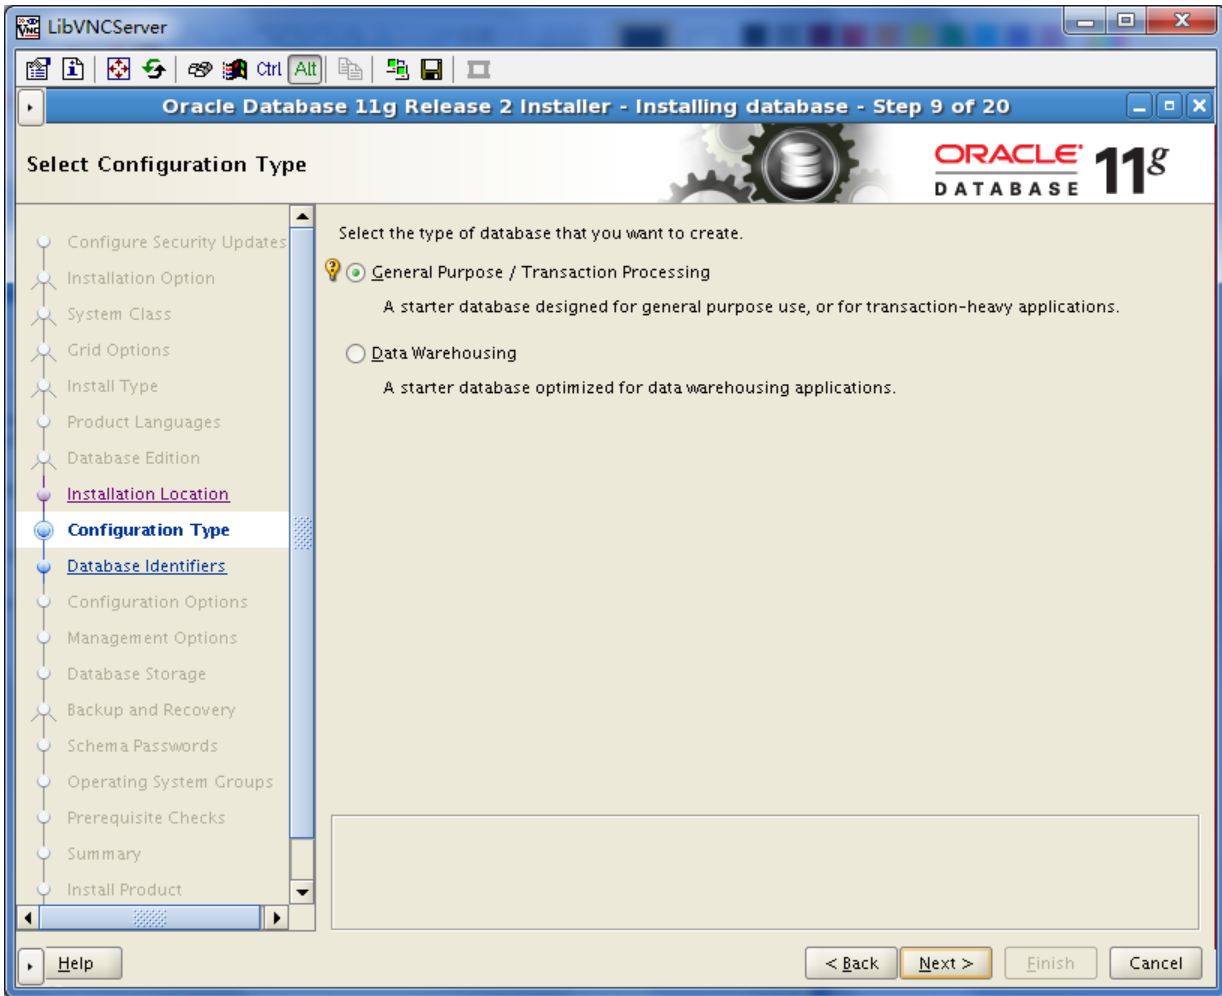 LibVNCServer
Ctrl Alt
Oracle Database 11g Release 2 Installer - Installing database - Step 9 of 20
Select Configuration Type
ORACLE 11g
DATABASE
Configure Security Updates
Installation Option
System Class
Grid Options
Install Type
Product Languages
Database Edition
Installation Location
Configuration Type
Database Identifiers
Configuration Options
Management Options
Database Storage
Backup and Recovery
Schema Passwords
Operating System Groups
Prerequisite Checks
Summary
Install Product
Select the type of database that you want to create.
General Purpose / Transaction Processing
A starter database designed for general purpose use, or for transaction-heavy applications.
Data Warehousing
A starter database optimized for data warehousing applications.
Help
< Back
Next >
Finish
Cancel